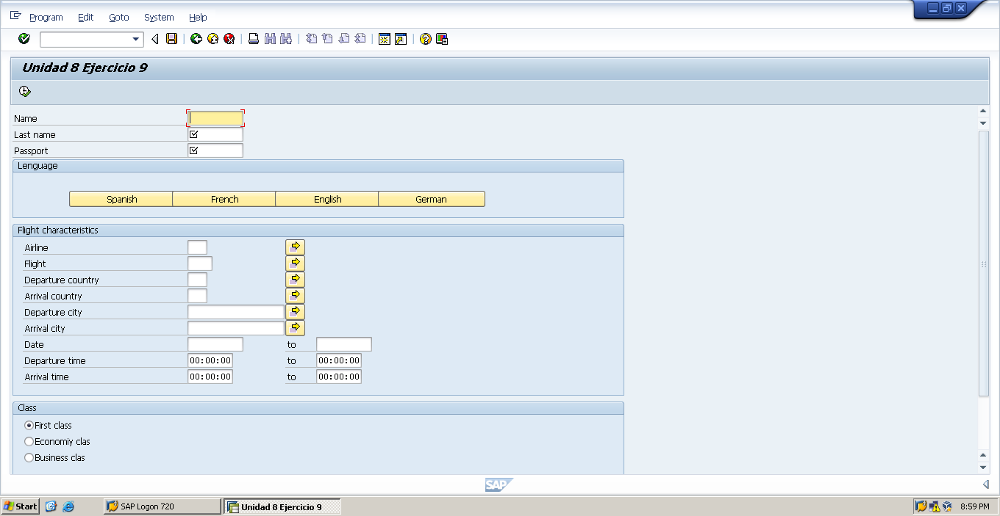 Program Edit Goto System Help
Unidad 8 Ejercicio 9
Name
Last name
Passport
Lenguage
Spanish French English German
Flight characteristics
Airline
Flight
Departure country
Arrival country
Departure city
Arrival city
Date to
Departure time 00:00:00 to 00:00:00
Arrival time 00:00:00 to 00:00:00
Class
First class
Economiy clas
Business clas
SAP
Start SAP Logon 720 Unidad 8 Ejercicio 9 8:59 PM